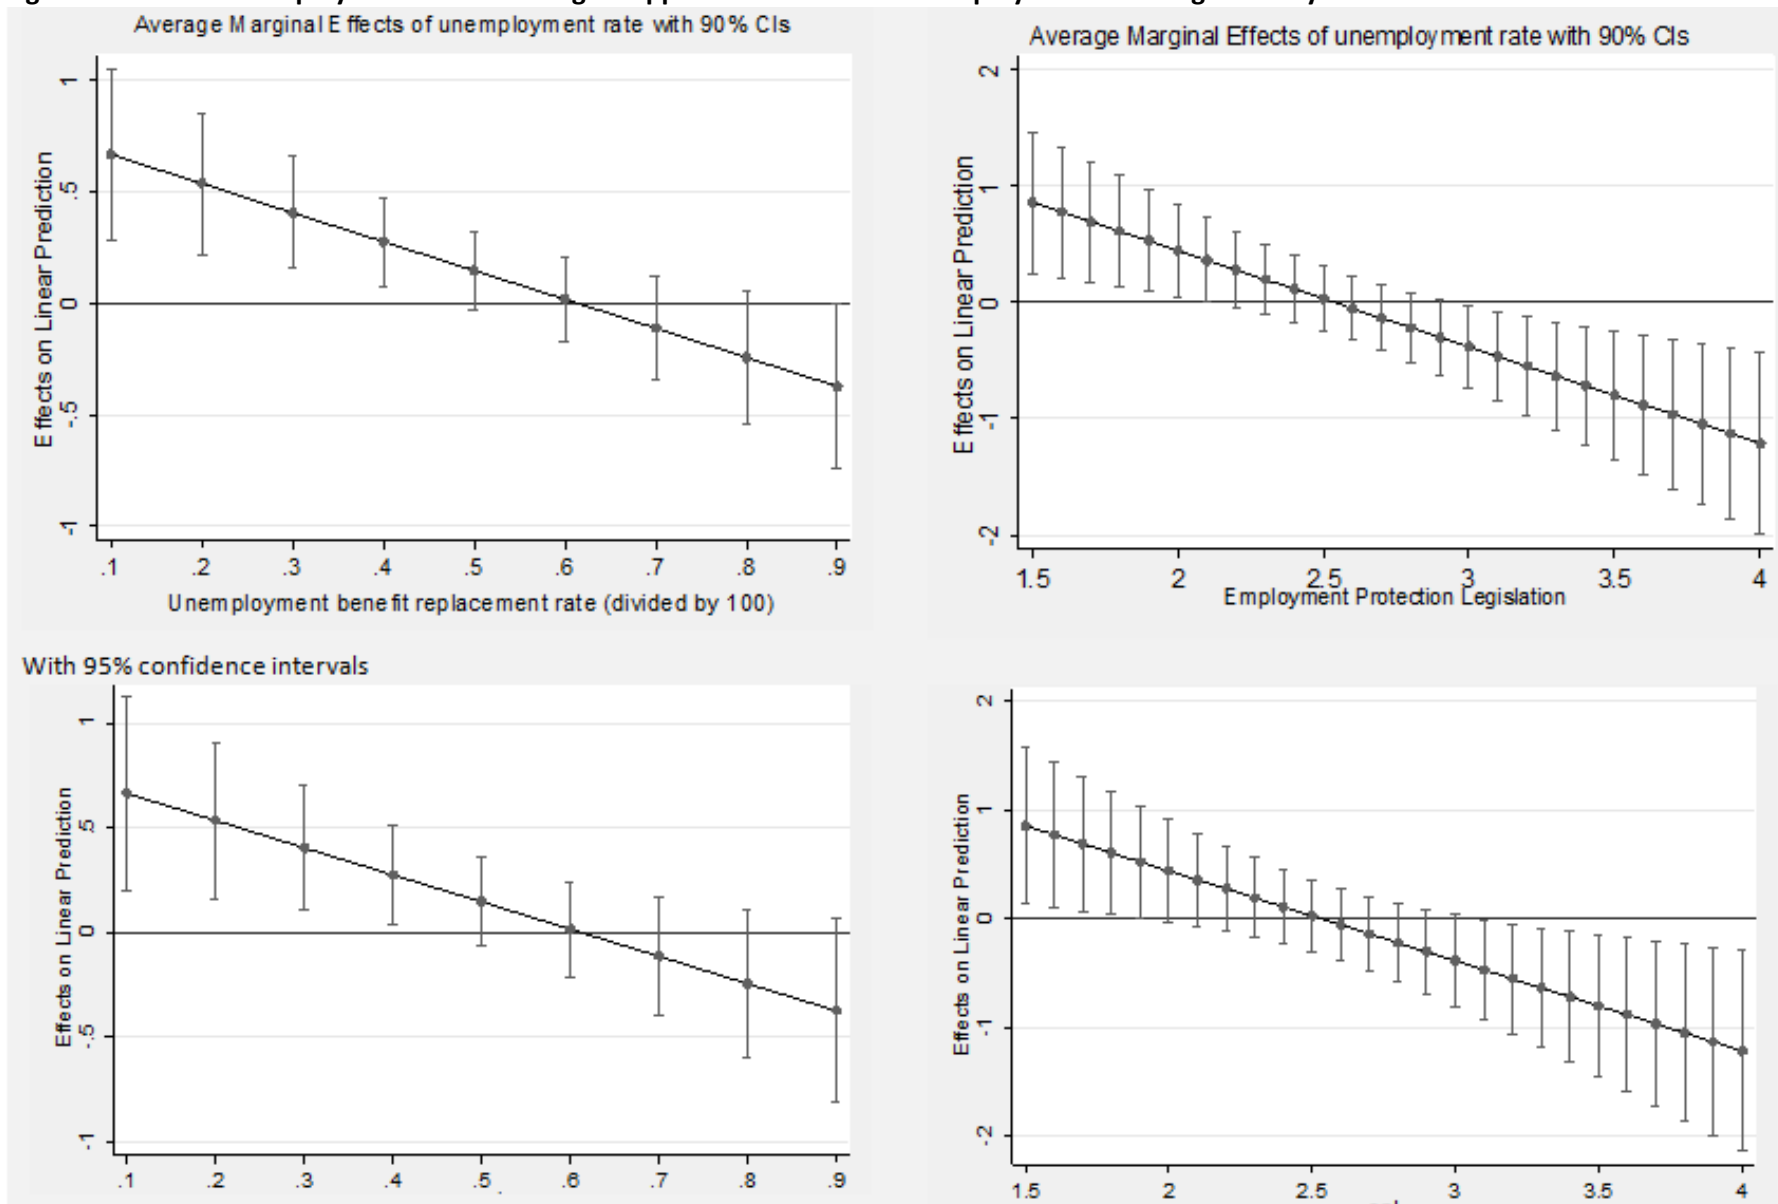 Average Marginal Effects of unemployment rate with 90% CIs
Effects on Linear Prediction
1
.5
0
-.5
-1
.1 .2 .3 .4 .5 .6 .7 .8 .9
Unemployment benefit replacement rate (divided by 100)
Average Marginal Effects of unemployment rate with 90% CIs
Effects on Linear Prediction
2
1
0
-1
-2
1.5 2 2.5 3 3.5 4
Employment Protection Legislation
With 95% confidence intervals
Effects on Linear Prediction
1
.5
0
-.5
-1
.1 .2 .3 .4 .5 .6 .7 .8 .9
Effects on Linear Prediction
2
1
0
-1
-2
1.5 2 2.5 3 3.5 4